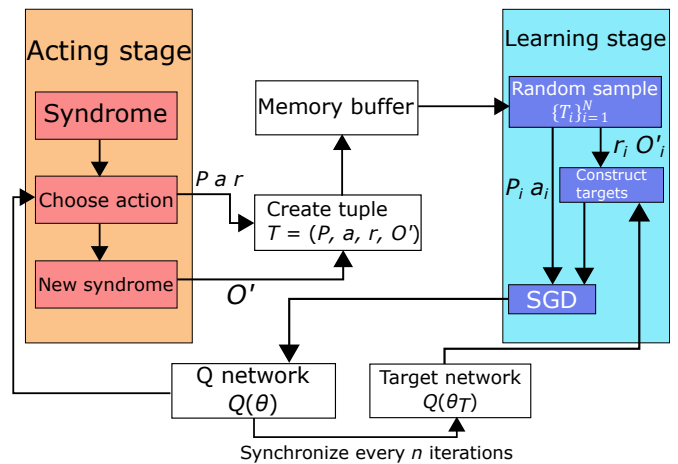 Acting stage
Syndrome
Choose action
New syndrome
P a r
O'
Memory buffer
Create tuple
T = (P, a, r, O')
Learning stage
Random sample
{T_i}_{i=1}^N
r_i O'_i
P_i a_i
Construct
targets
SGD
Q network
Q(θ)
Target network
Q(θ_T)
Synchronize every n iterations